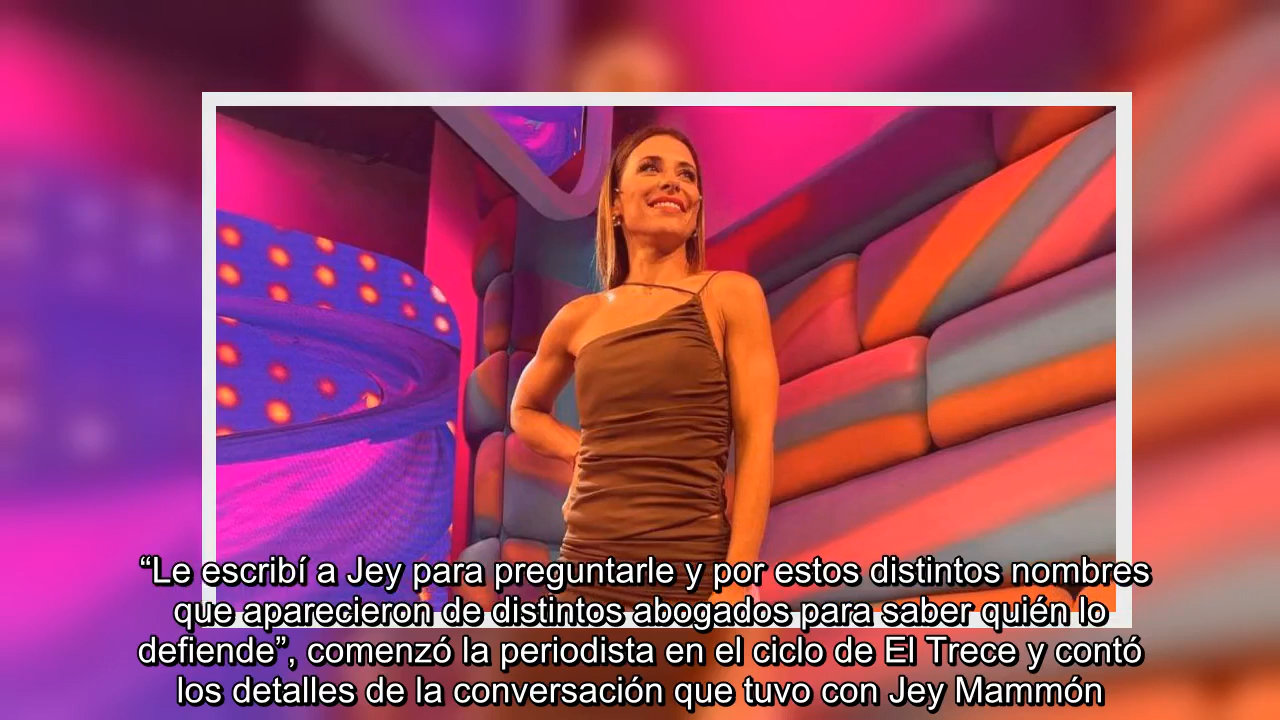 “Le escribí a Jey para preguntarle y por estos distintos nombres
que aparecieron de distintos abogados para saber quién lo
defiende”, comenzó la periodista en el ciclo de El Trece y contó
los detalles de la conversación que tuvo con Jey Mammón